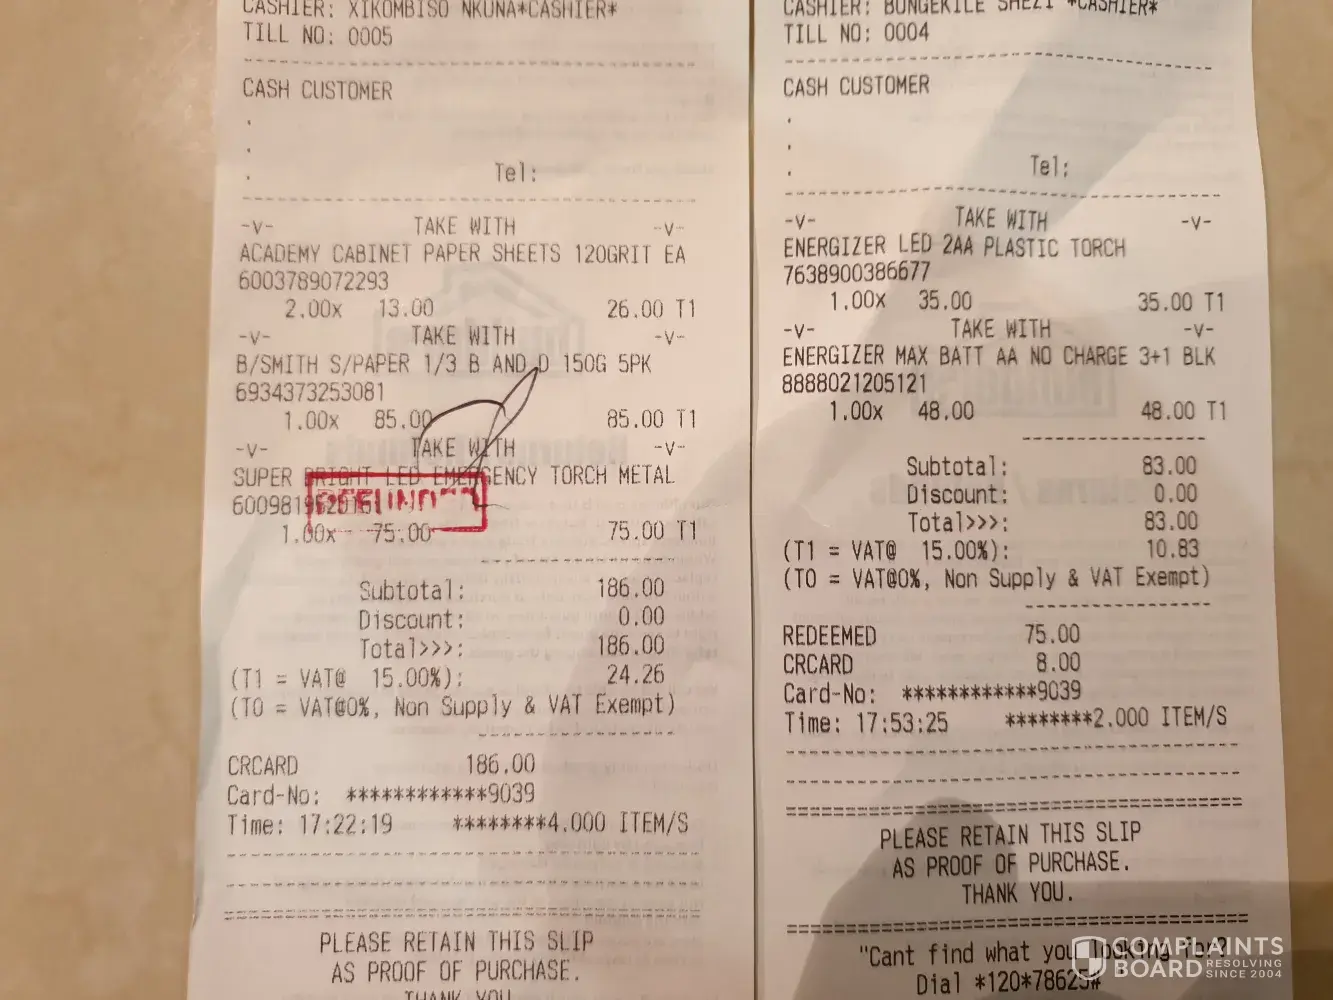 CASHIER: XIKOMBISO NKUNA*CASHIER*
TILL NO: 0005
CASH CUSTOMER
.
.
. Tel:
-v- TAKE WITH -v-
ACADEMY CABINET PAPER SHEETS 120GRIT EA
6003789072293
2.00x 13.00 26.00 T1
-v- TAKE WITH -v-
B/SMITH S/PAPER 1/3 B AND D 150G 5PK
6934373253081
1.00x 85.00 85.00 T1
-v- TAKE WITH -v-
SUPER BRIGHT LED EMERGENCY TORCH METAL
REFUNDED
1.00x 75.00 75.00 T1
Subtotal: 186.00
Discount: 0.00
Total>>>: 186.00
(T1 = VAT@ 15.00%): 24.26
(T0 = VAT@0%, Non Supply & VAT Exempt)
CRCARD 186.00
Card-No: ************9039
Time: 17:22:19 ********4.000 ITEM/S
PLEASE RETAIN THIS SLIP
AS PROOF OF PURCHASE.
THANK YOU.
CASHIER: BONGEKILE SHEZI *CASHIER*
TILL NO: 0004
CASH CUSTOMER
.
.
. Tel:
-v- TAKE WITH -v-
ENERGIZER LED 2AA PLASTIC TORCH
7638900386677
1.00x 35.00 35.00 T1
-v- TAKE WITH -v-
ENERGIZER MAX BATT AA NO CHARGE 3+1 BLK
8888021205121
1.00x 48.00 48.00 T1
Subtotal: 83.00
Discount: 0.00
Total>>>: 83.00
(T1 = VAT@ 15.00%): 10.83
(T0 = VAT@0%, Non Supply & VAT Exempt)
REDEEMED 75.00
CRCARD 8.00
Card-No: ************9039
Time: 17:53:25 ********2.000 ITEM/S
PLEASE RETAIN THIS SLIP
AS PROOF OF PURCHASE.
THANK YOU.
"Cant find what you looking for?
Dial *120*78625#
COMPLAINTS
BOARD RESOLVING
SINCE 2004